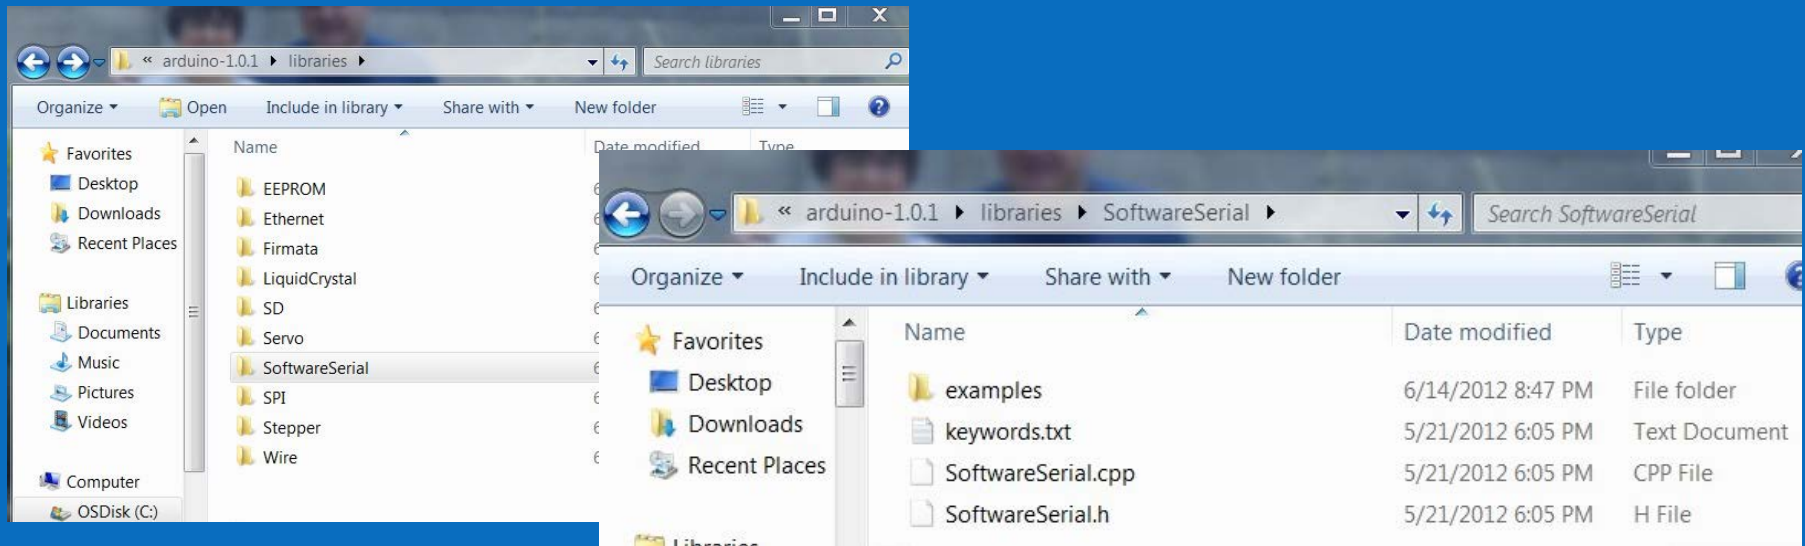 « arduino-1.0.1 ▸ libraries ▸
Search libraries
Organize Open Include in library Share with New folder
Name Date modified Type
Favorites
Desktop
Downloads
Recent Places
Libraries
Documents
Music
Pictures
Videos
Computer
OSDisk (C:)
EEPROM
Ethernet
Firmata
LiquidCrystal
SD
Servo
SoftwareSerial
SPI
Stepper
Wire
« arduino-1.0.1 ▸ libraries ▸ SoftwareSerial ▸
Search SoftwareSerial
Organize Include in library Share with New folder
Favorites
Desktop
Downloads
Recent Places
Libraries
Name Date modified Type
examples 6/14/2012 8:47 PM File folder
keywords.txt 5/21/2012 6:05 PM Text Document
SoftwareSerial.cpp 5/21/2012 6:05 PM CPP File
SoftwareSerial.h 5/21/2012 6:05 PM H File